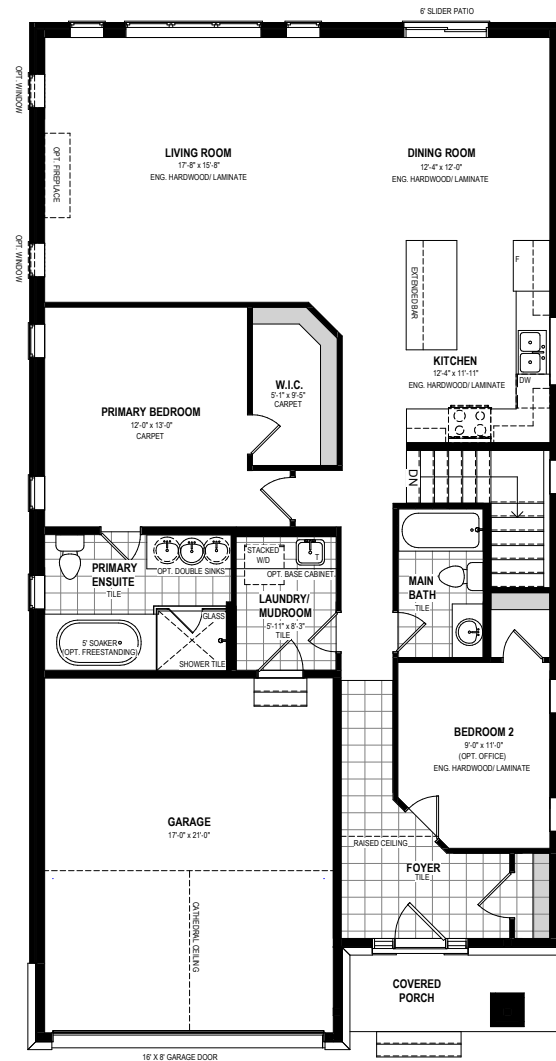 6' SLIDER PATIO
OPT. WINDOW
LIVING ROOM
17'-8" x 15'-8"
ENG. HARDWOOD/ LAMINATE
DINING ROOM
12'-4" x 12'-0"
ENG. HARDWOOD/ LAMINATE
OPT. FIREPLACE
OPT. WINDOW
EXTENDED BAR
F
KITCHEN
12'-4" x 11'-11"
ENG. HARDWOOD/ LAMINATE
DW
W.I.C.
5'-1" x 9'-5"
CARPET
PRIMARY BEDROOM
12'-0" x 13'-0"
CARPET
DN
STACKED
W/D
T
OPT. BASE CABINET
PRIMARY
ENSUITE
TILE
OPT. DOUBLE SINKS
LAUNDRY/
MUDROOM
5'-11" x 8'-3"
TILE
MAIN
BATH
TILE
GLASS
5' SOAKER
(OPT. FREESTANDING)
SHOWER TILE
BEDROOM 2
9'-0" x 11'-0"
(OPT. OFFICE)
ENG. HARDWOOD/ LAMINATE
GARAGE
17'-0" x 21'-0"
RAISED CEILING
FOYER
TILE
CATHEDRAL CEILING
COVERED
PORCH
16' X 8' GARAGE DOOR